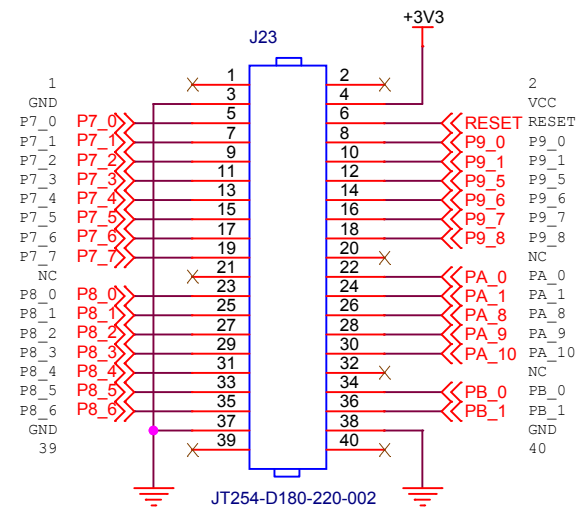 +3V3
J23
1 1 2 2
GND 3 4 VCC
P7_0 P7_0 5 6 RESET RESET
P7_1 P7_1 7 8 P9_0 P9_0
P7_2 P7_2 9 10 P9_1 P9_1
P7_3 P7_3 11 12 P9_5 P9_5
P7_4 P7_4 13 14 P9_6 P9_6
P7_5 P7_5 15 16 P9_7 P9_7
P7_6 P7_6 17 18 P9_8 P9_8
P7_7 P7_7 19 20 NC
NC 21 22 PA_0 PA_0
P8_0 P8_0 23 24 PA_1 PA_1
P8_1 P8_1 25 26 PA_8 PA_8
P8_2 P8_2 27 28 PA_9 PA_9
P8_3 P8_3 29 30 PA_10 PA_10
P8_4 P8_4 31 32 NC
P8_5 P8_5 33 34 PB_0 PB_0
P8_6 P8_6 35 36 PB_1 PB_1
GND 37 38 GND
39 39 40 40
JT254-D180-220-002